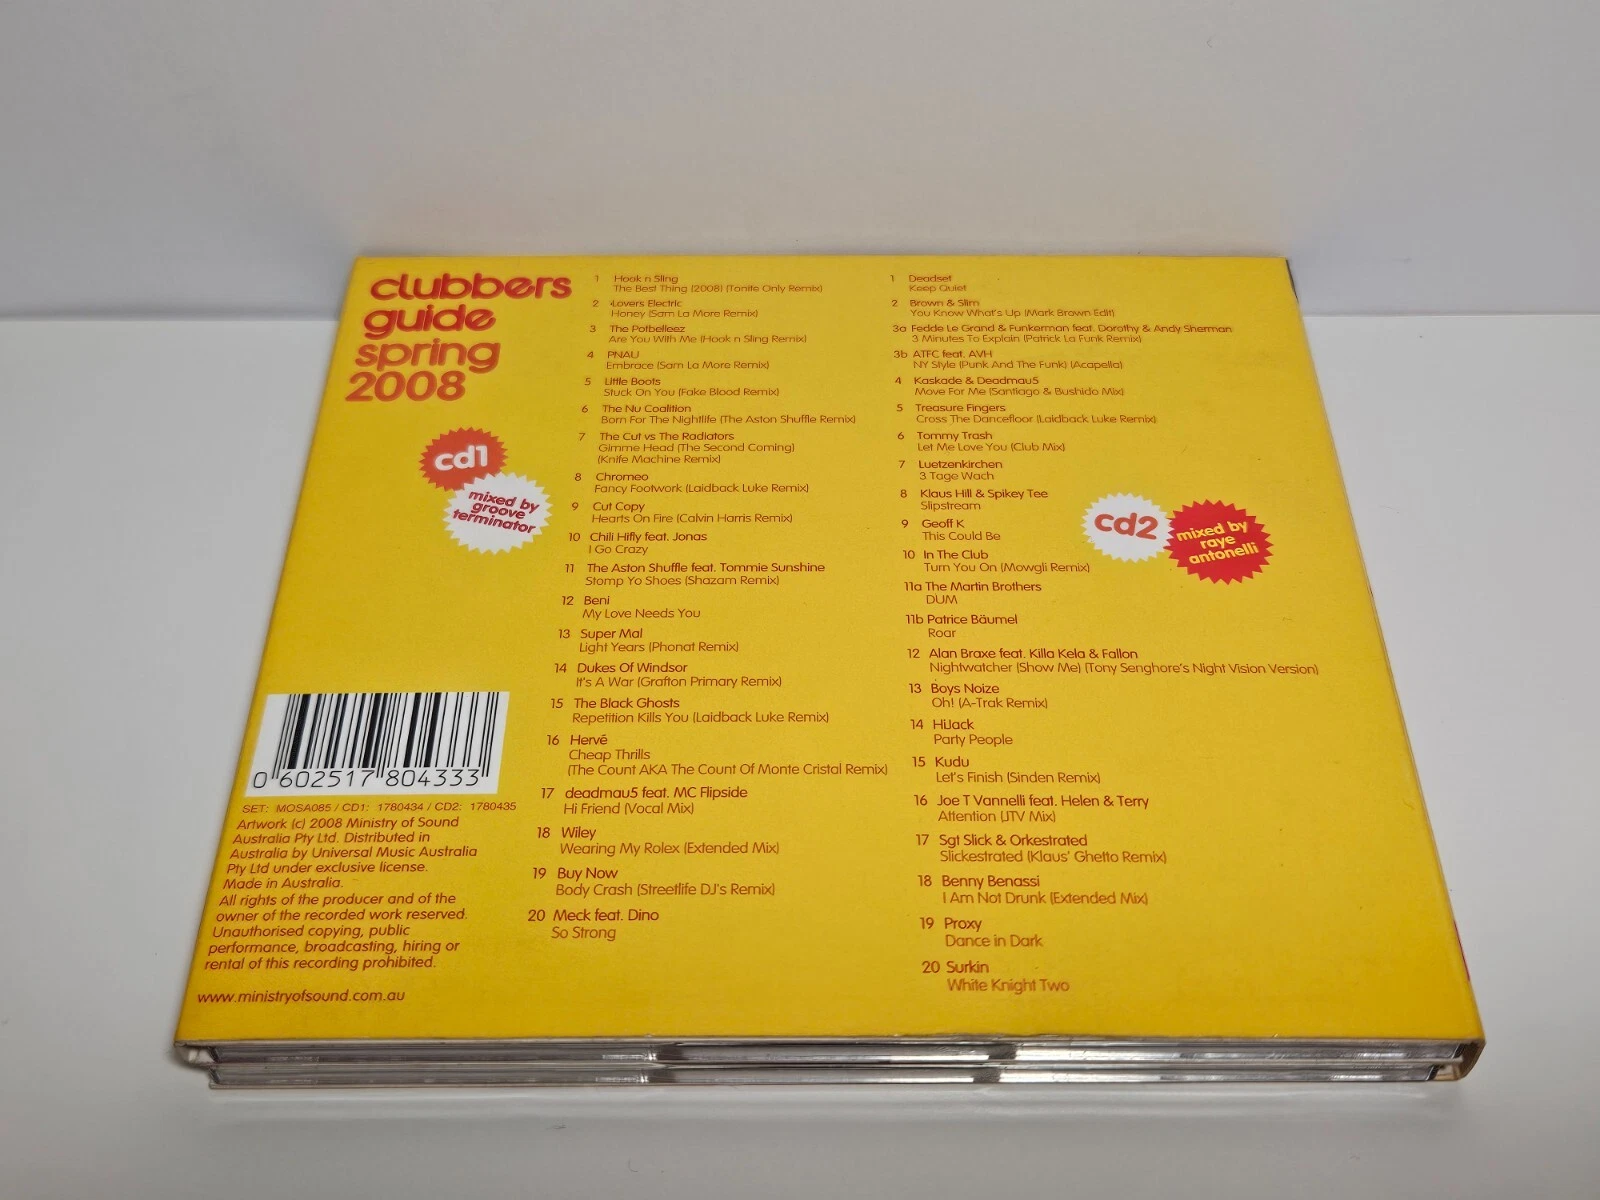 clubbers
guide
spring
2008
cd1
mixed by
groove
terminator
1 Hook n Sling
The Best Thing (2008) (Tonite Only Remix)
2 Lovers Electric
Honey (Sam La More Remix)
3 The Potbelleez
Are You With Me (Hook n Sling Remix)
4 PNAU
Embrace (Sam La More Remix)
5 Little Boots
Stuck On You (Fake Blood Remix)
6 The Nu Coalition
Born For The Nightlife (The Aston Shuffle Remix)
7 The Cut vs The Radiators
Gimme Head (The Second Coming)
(Knife Machine Remix)
8 Chromeo
Fancy Footwork (Laidback Luke Remix)
9 Cut Copy
Hearts On Fire (Calvin Harris Remix)
10 Chili Hifly feat. Jonas
I Go Crazy
11 The Aston Shuffle feat. Tommie Sunshine
Stomp Yo Shoes (Shazam Remix)
12 Beni
My Love Needs You
13 Super Mal
Light Years (Phonat Remix)
14 Dukes Of Windsor
It's A War (Grafton Primary Remix)
15 The Black Ghosts
Repetition Kills You (Laidback Luke Remix)
16 Hervé
Cheap Thrills
(The Count AKA The Count Of Monte Cristal Remix)
17 deadmau5 feat. MC Flipside
Hi Friend (Vocal Mix)
18 Wiley
Wearing My Rolex (Extended Mix)
19 Buy Now
Body Crash (Streetlife DJ's Remix)
20 Meck feat. Dino
So Strong
1 Deadset
Keep Quiet
2 Brown & Slim
You Know What's Up (Mark Brown Edit)
3a Fedde Le Grand & Funkerman feat. Dorothy & Andy Sherman
3 Minutes To Explain (Patrick La Funk Remix)
3b ATFC feat. AVH
NY Style (Punk And The Funk) (Acapella)
4 Kaskade & Deadmau5
Move For Me (Santiago & Bushido Mix)
5 Treasure Fingers
Cross The Dancefloor (Laidback Luke Remix)
6 Tommy Trash
Let Me Love You (Club Mix)
7 Luetzenkirchen
3 Tage Wach
8 Klaus Hill & Spikey Tee
Slipstream
9 Geoff K
This Could Be
10 In The Club
Turn You On (Mowgli Remix)
11a The Martin Brothers
DUM
11b Patrice Bäumel
Roar
12 Alan Braxe feat. Killa Kela & Fallon
Nightwatcher (Show Me) (Tony Senghore's Night Vision Version)
13 Boys Noize
Oh! (A-Trak Remix)
14 HiJack
Party People
15 Kudu
Let's Finish (Sinden Remix)
16 Joe T Vannelli feat. Helen & Terry
Attention (JTV Mix)
17 Sgt Slick & Orkestrated
Slickestrated (Klaus' Ghetto Remix)
18 Benny Benassi
I Am Not Drunk (Extended Mix)
19 Proxy
Dance in Dark
20 Surkin
White Knight Two
cd2
mixed by
raye
antonelli
0 602517 804333
SET: MOSA085 / CD1: 1780434 / CD2: 1780435
Artwork (c) 2008 Ministry of Sound
Australia Pty Ltd. Distributed in
Australia by Universal Music Australia
Pty Ltd under exclusive license.
Made in Australia.
All rights of the producer and of the
owner of the recorded work reserved.
Unauthorised copying, public
performance, broadcasting, hiring or
rental of this recording prohibited.
www.ministryofsound.com.au